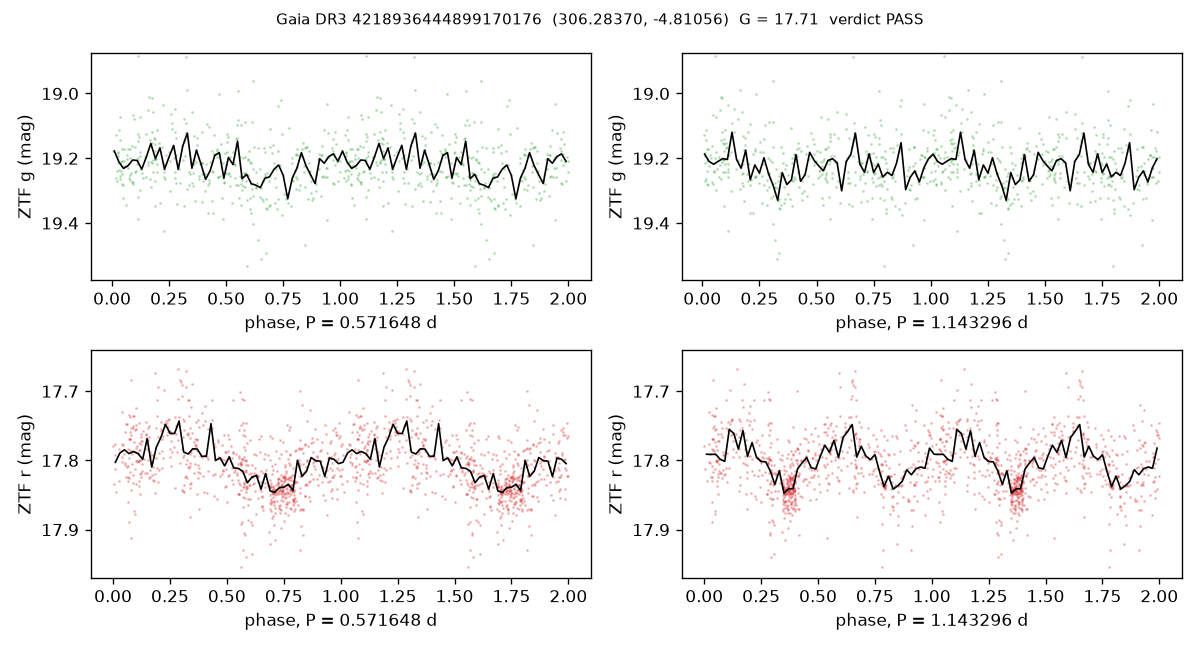 Gaia DR3 4218936444899170176 (306.28370, -4.81056) G = 17.71 verdict PASS
ZTF g (mag)
19.0
19.2
19.4
0.00 0.25 0.50 0.75 1.00 1.25 1.50 1.75 2.00
phase, P = 0.571648 d
ZTF g (mag)
19.0
19.2
19.4
0.00 0.25 0.50 0.75 1.00 1.25 1.50 1.75 2.00
phase, P = 1.143296 d
ZTF r (mag)
17.7
17.8
17.9
0.00 0.25 0.50 0.75 1.00 1.25 1.50 1.75 2.00
phase, P = 0.571648 d
ZTF r (mag)
17.7
17.8
17.9
0.00 0.25 0.50 0.75 1.00 1.25 1.50 1.75 2.00
phase, P = 1.143296 d